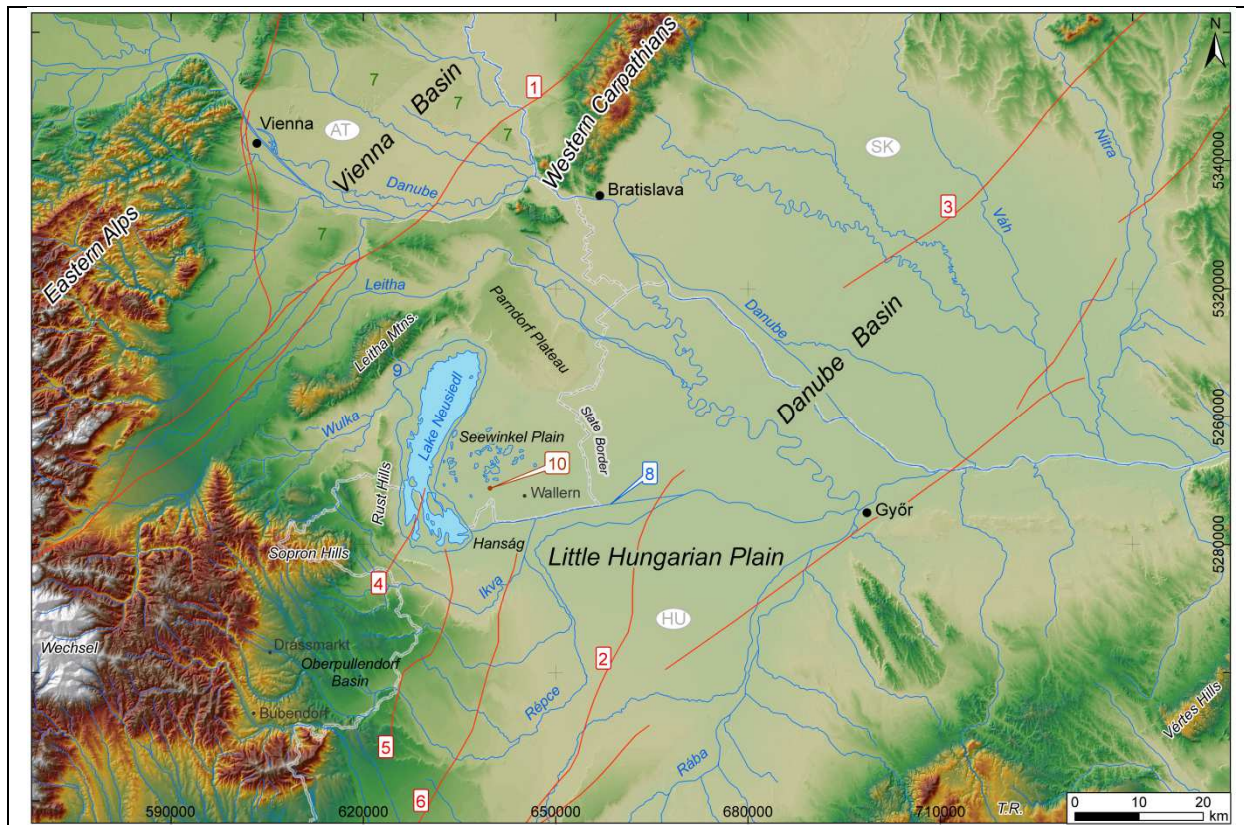 N
1
7
Basin
7
Western Carpathians
Vienna
AT
Vienna
7
SK
Nitra
5340000
Danube
Bratislava
3
Váh
Eastern Alps
7
Leitha
Parndorf Plateau
Danube
Basin
5320000
Leitha Mtns.
9
Lake Neusiedl
Danube
State Border
5260000
Wulka
Seewinkel Plain
10
8
Rust Hills
Wallern
Győr
Hanság
Sopron Hills
Little Hungarian Plain
5280000
4
Ikva
HU
Wechsel
Drassmarkt
Oberpullendorf
Basin
2
Répce
Bubendorf
Vértes Hills
5
Rába
6
590000
620000
650000
680000
710000
T.R.
0 10 20
km